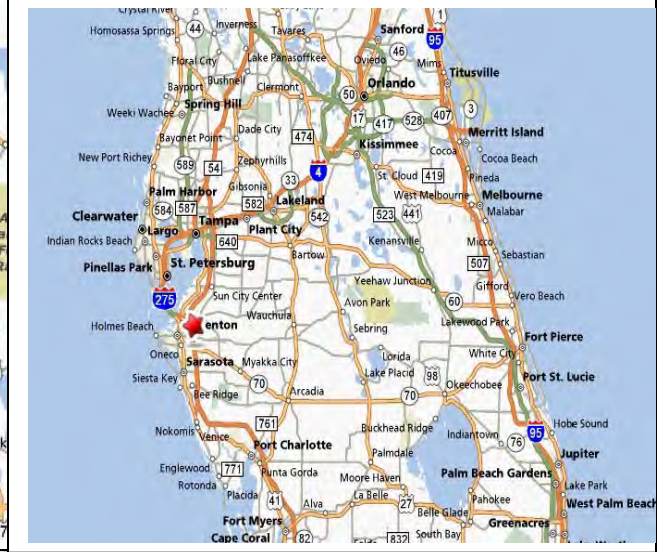 Crystal River
Inverness
Tavares
1
Homosassa Springs
44
Sanford
95
46
Floral City
Lake Panasoffkee
Oviedo
Mims
Bushnell
Titusville
Bayport
Clermont
Orlando
50
3
Spring Hill
Weeki Wachee
17
417
528
407
Dade City
Merritt Island
Bayonet Point
474
Kissimmee
Cocoa
Cocoa Beach
New Port Richey
Zephyrhills
589
54
4
St. Cloud
419
Pineda
33
Gibsonia
Palm Harbor
West Melbourne
Melbourne
582
Lakeland
584
587
542
523
441
Malabar
Clearwater
Tampa
Plant City
Largo
Indian Rocks Beach
640
Kenansville
Micco
Sebastian
Bartow
507
Pinellas Park
St. Petersburg
Yeehaw Junction
Gifford
Sun City Center
275
Avon Park
60
Vero Beach
Wauchula
Lakewood Park
Holmes Beach
enton
Sebring
Fort Pierce
Oneco
White City
Lorida
Sarasota
Myakka City
Lake Placid
98
Port St. Lucie
Siesta Key
70
Okeechobee
Bee Ridge
Arcadia
70
Hobe Sound
761
Buckhead Ridge
Nokomis
Indiantown
95
Venice
76
Port Charlotte
Jupiter
Palmdale
Englewood
771
Punta Gorda
Moore Haven
Palm Beach Gardens
Lake Park
Rotonda
Placida
La Belle
Pahokee
41
Alva
27
West Palm Beach
Belle Glade
Fort Myers
Greenacres
Cape Coral
82
832
South Bay